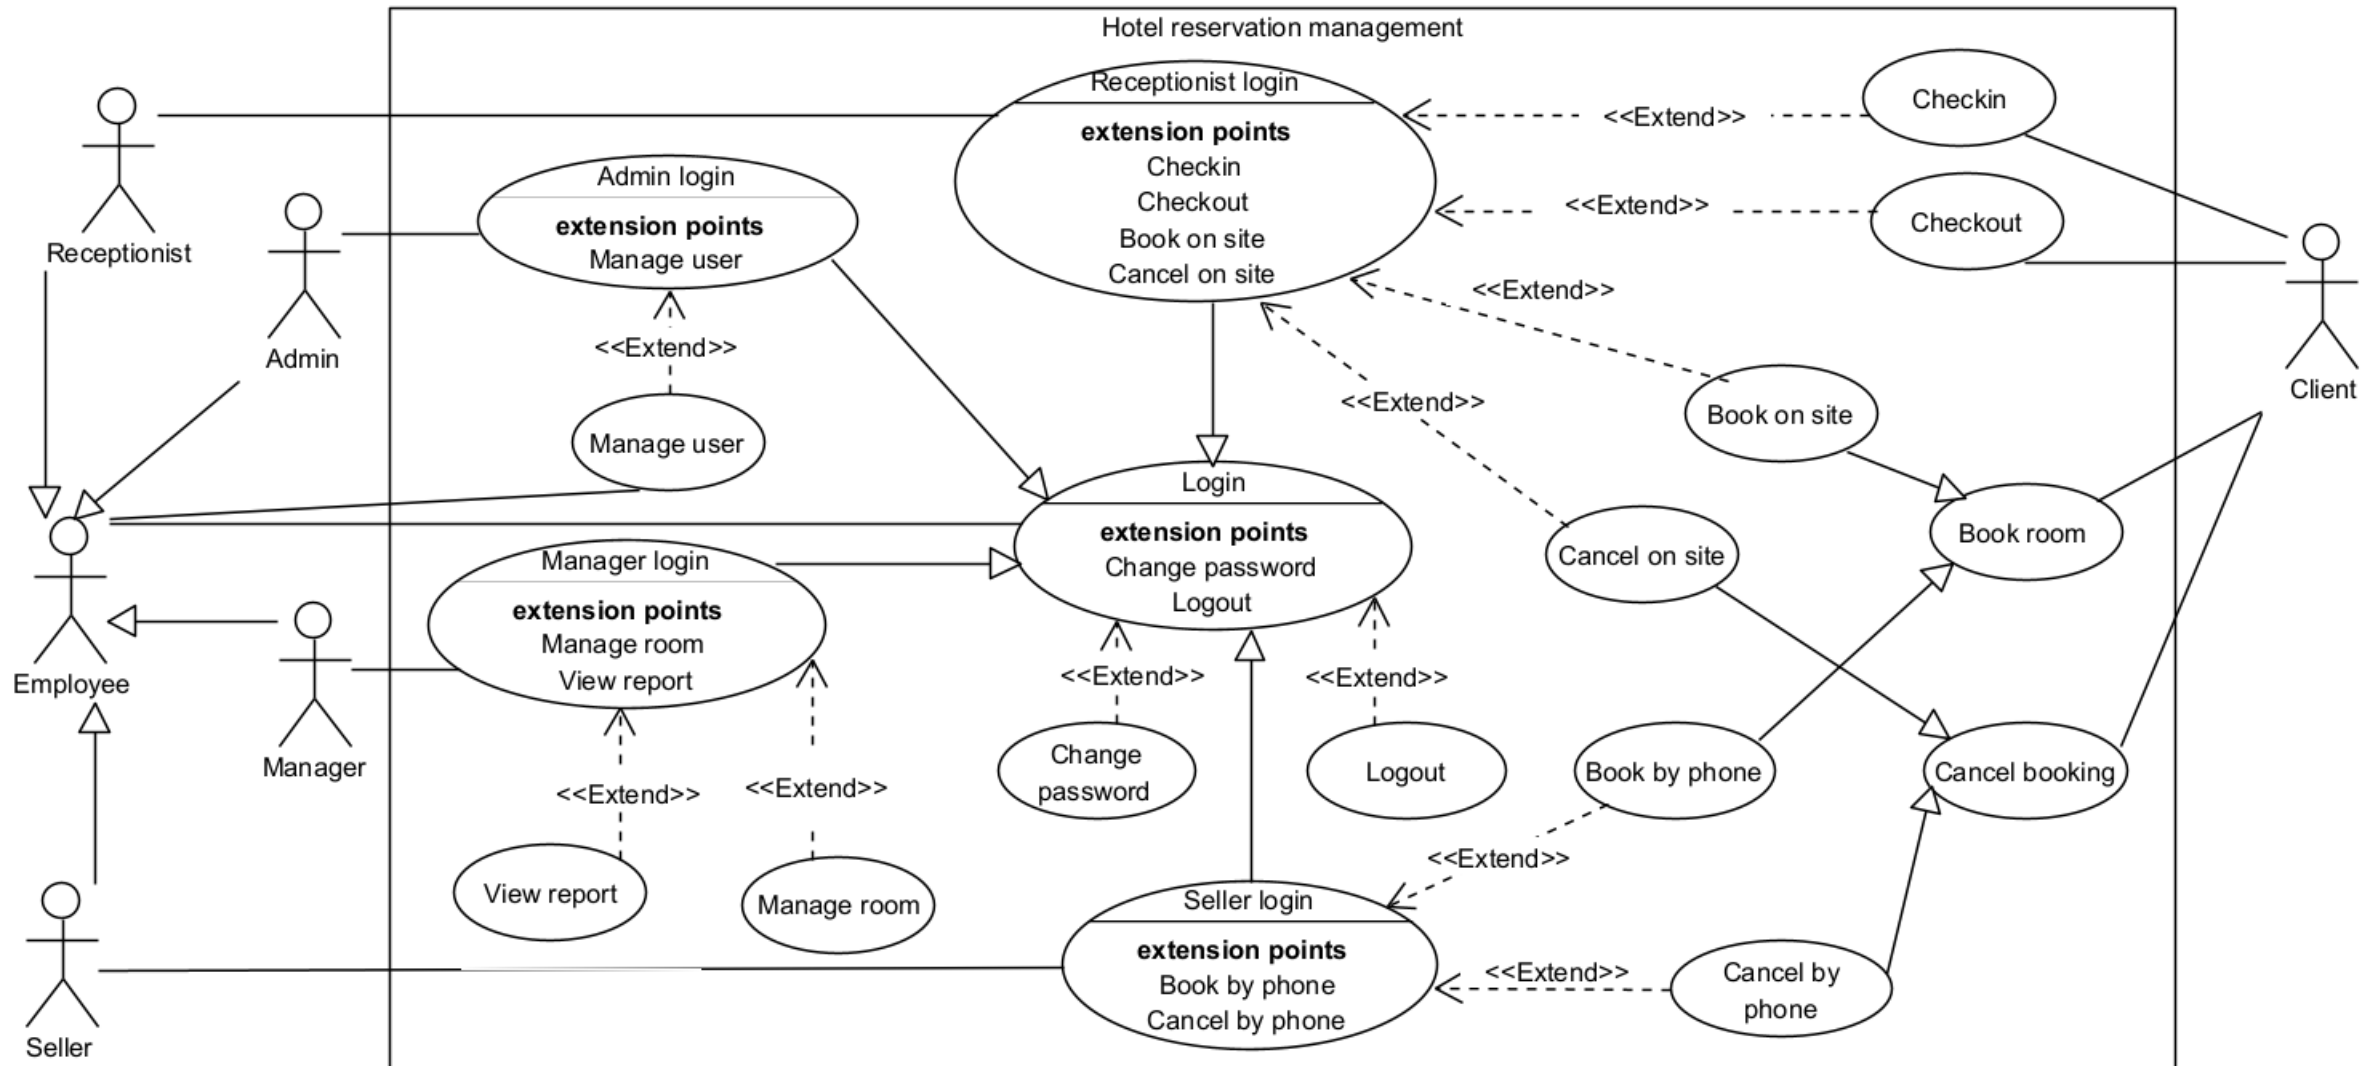 Hotel reservation management
Receptionist login
extension points
Checkin
Checkout
Book on site
Cancel on site
<<Extend>>
Checkin
<<Extend>>
Checkout
<<Extend>>
Book on site
<<Extend>>
Cancel on site
Receptionist
Admin
Admin login
extension points
Manage user
<<Extend>>
Manage user
Client
Login
extension points
Change password
Logout
<<Extend>>
<<Extend>>
Change
password
Logout
Book room
Book by phone
Cancel booking
Employee
Manager
Manager login
extension points
Manage room
View report
<<Extend>>
<<Extend>>
View report
Manage room
Seller
Seller login
extension points
Book by phone
Cancel by phone
<<Extend>>
<<Extend>>
Cancel by
phone